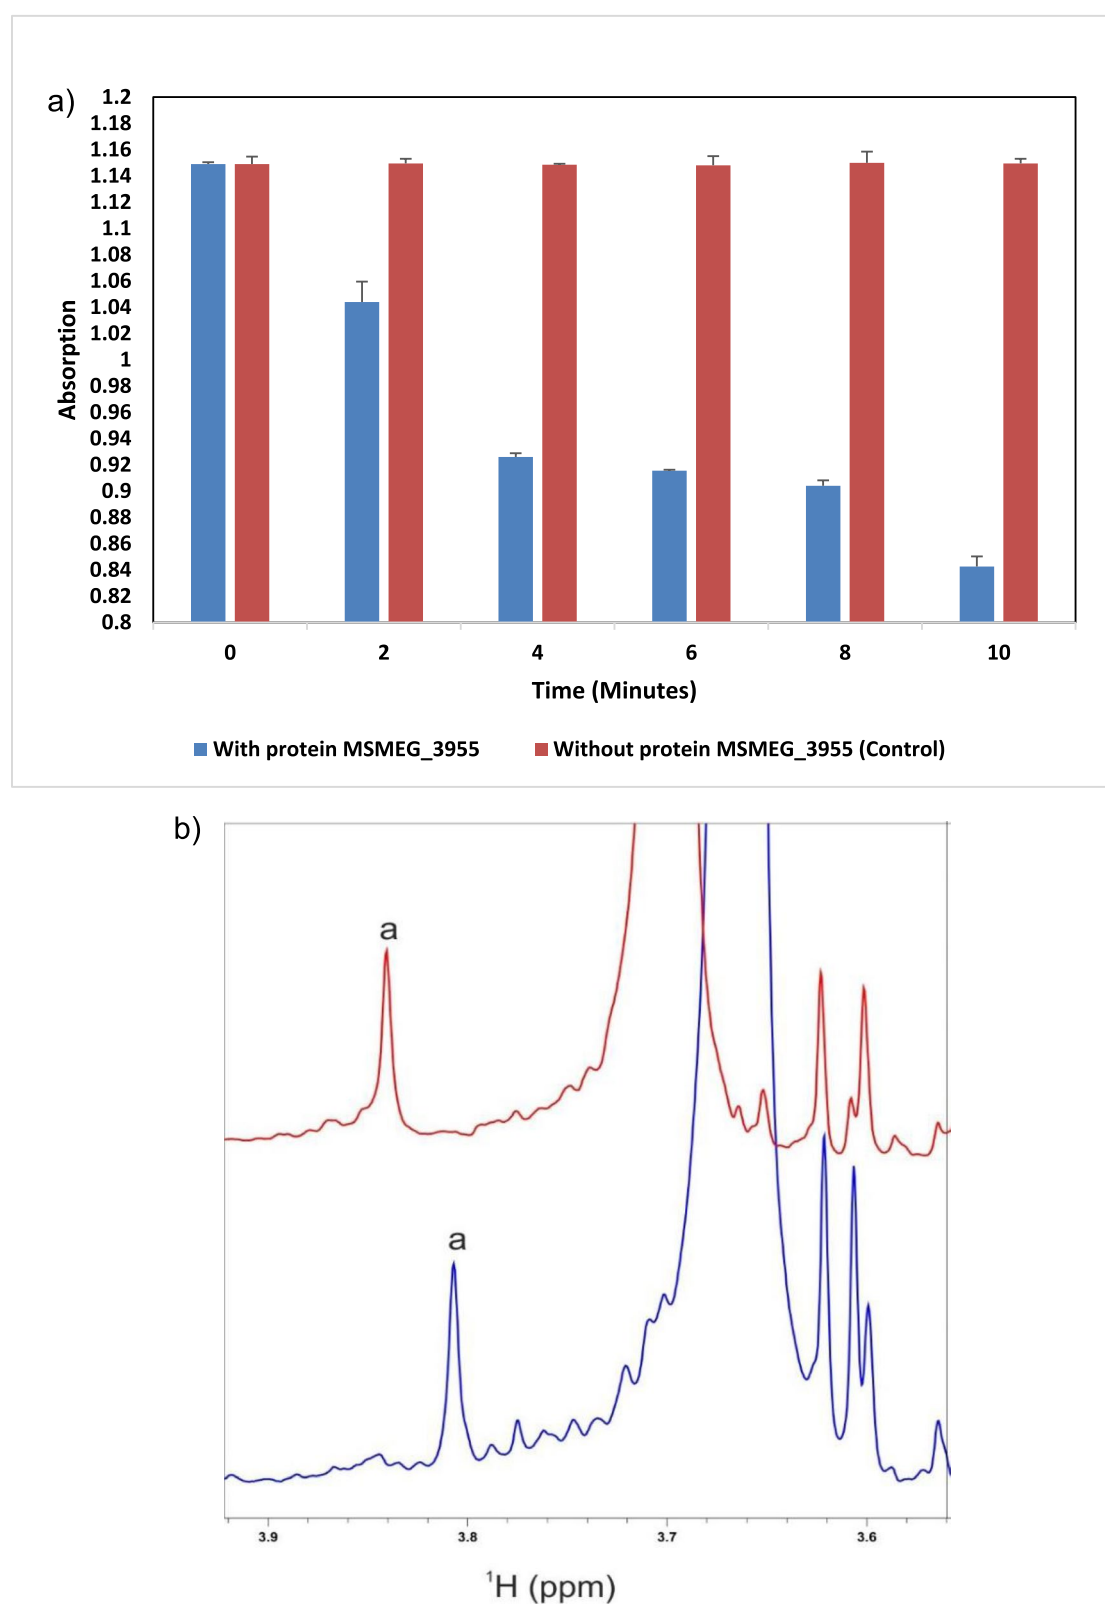 a)
Absorption
1.2
1.18
1.16
1.14
1.12
1.1
1.08
1.06
1.04
1.02
1
0.98
0.96
0.94
0.92
0.9
0.88
0.86
0.84
0.82
0.8
0 2 4 6 8 10
Time (Minutes)
With protein MSMEG_3955 Without protein MSMEG_3955 (Control)
b)
a
a
3.9 3.8 3.7 3.6
¹H (ppm)